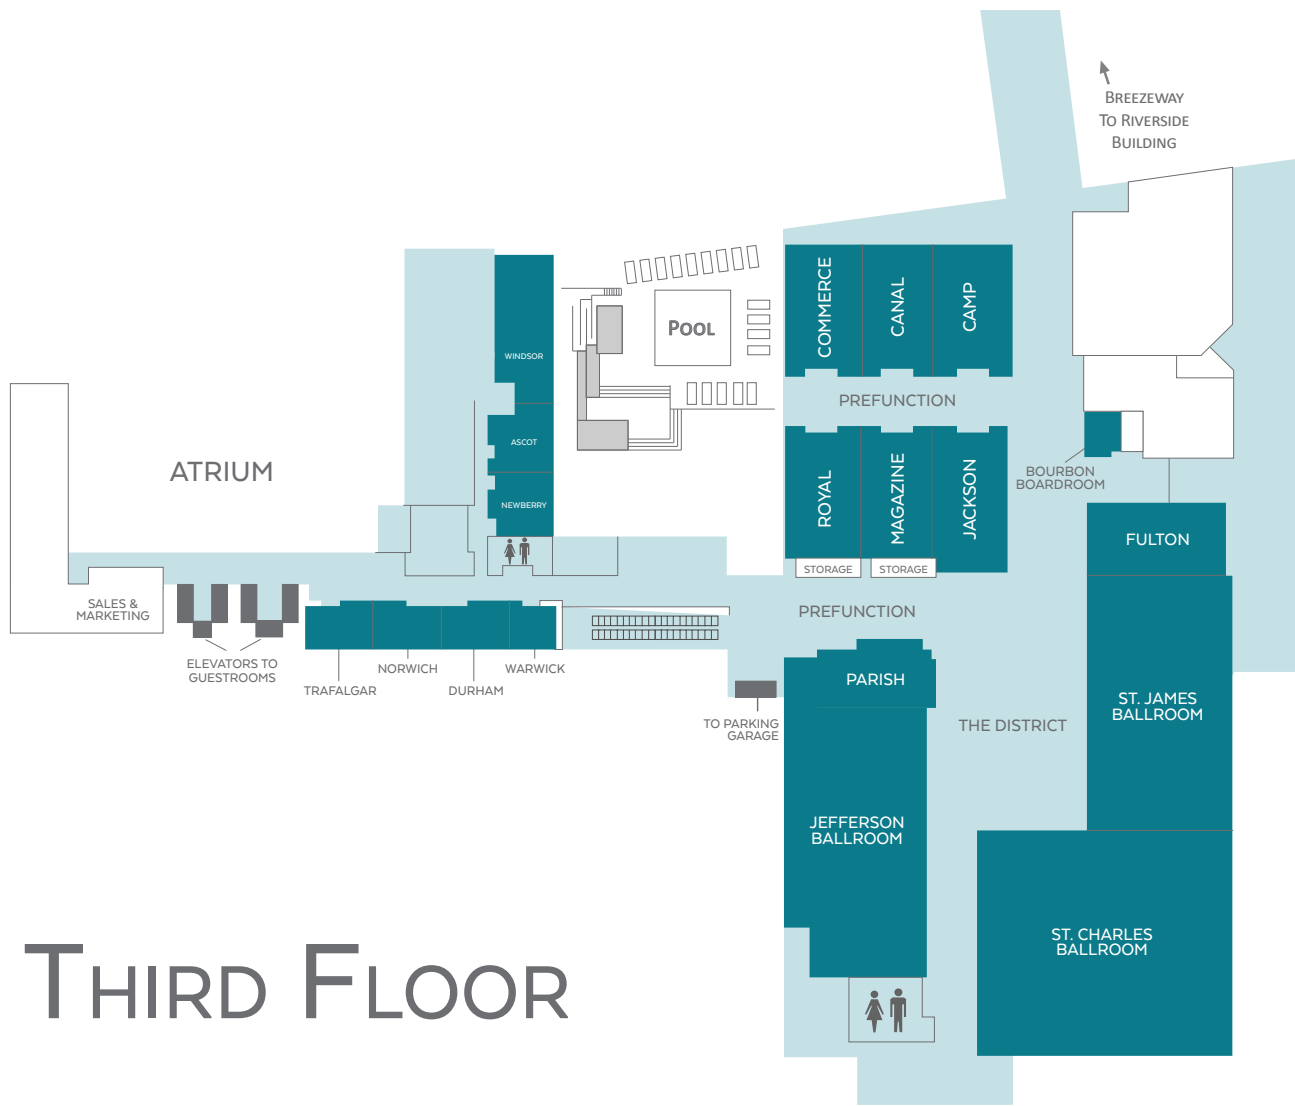 BREEZEWAY
TO RIVERSIDE
BUILDING
COMMERCE
CANAL
CAMP
POOL
WINDSOR
PREFUNCTION
ASCOT
ATRIUM
ROYAL
MAGAZINE
JACKSON
BOURBON
BOARDROOM
NEWBERRY
FULTON
STORAGE
STORAGE
SALES &
MARKETING
PREFUNCTION
ELEVATORS TO
GUESTROOMS
TRAFALGAR
NORWICH
DURHAM
WARWICK
PARISH
ST. JAMES
BALLROOM
TO PARKING
GARAGE
THE DISTRICT
JEFFERSON
BALLROOM
ST. CHARLES
BALLROOM
THIRD FLOOR